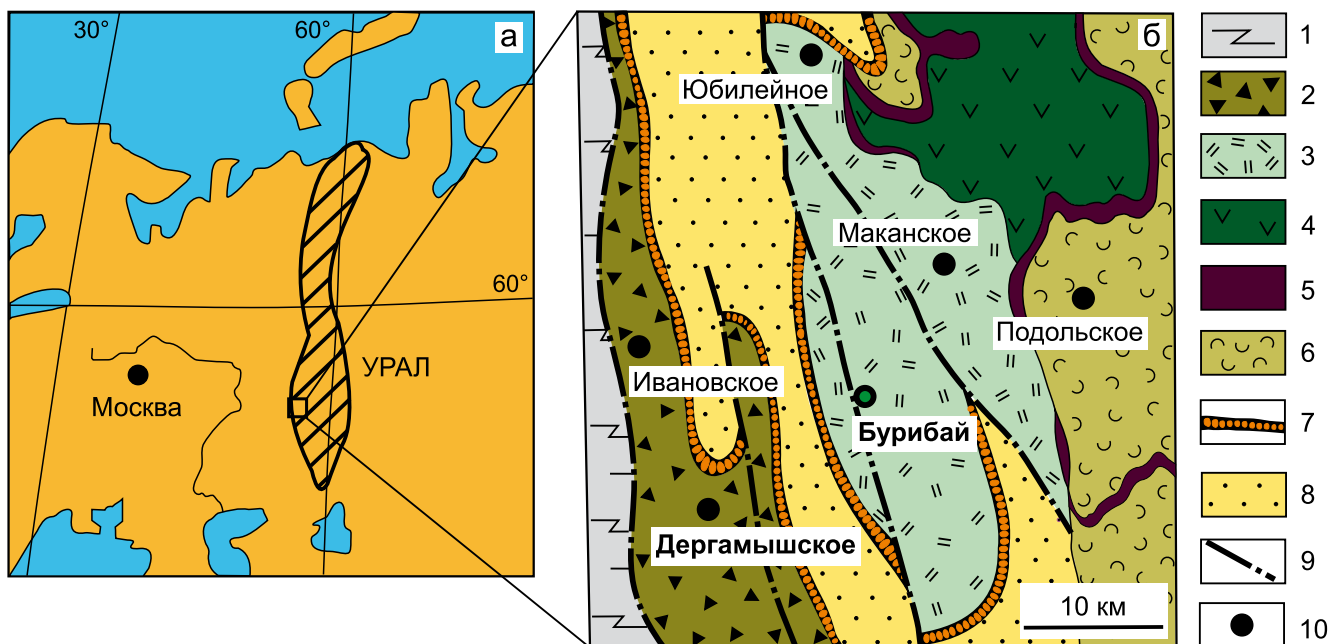 30°
60°
а
60°
УРАЛ
Москва
б
Юбилейное
Маканское
Подольское
Ивановское
Бурибай
Дергамышское
10 км
1
2
3
4
5
6
7
8
9
10